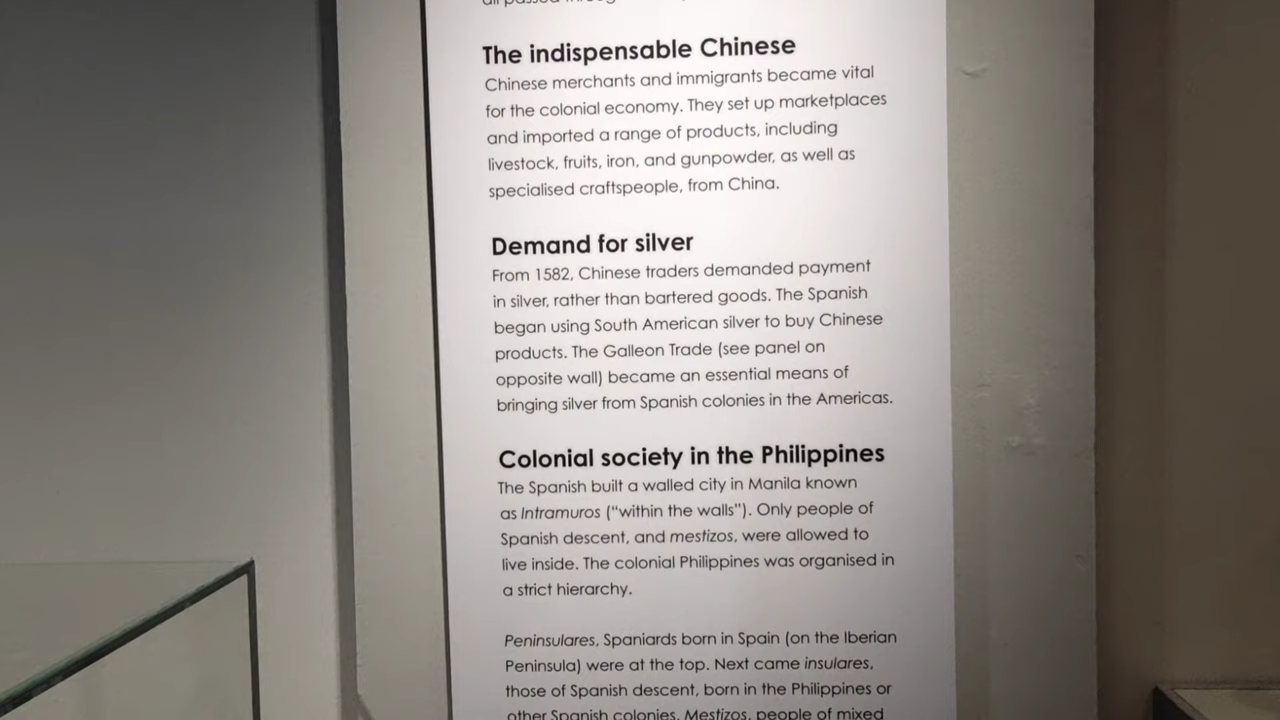 The indispensable Chinese
Chinese merchants and immigrants became vital
for the colonial economy. They set up marketplaces
and imported a range of products, including
livestock, fruits, iron, and gunpowder, as well as
specialised craftspeople, from China.
Demand for silver
From 1582, Chinese traders demanded payment
in silver, rather than bartered goods. The Spanish
began using South American silver to buy Chinese
products. The Galleon Trade (see panel on
opposite wall) became an essential means of
bringing silver from Spanish colonies in the Americas.
Colonial society in the Philippines
The Spanish built a walled city in Manila known
as Intramuros (“within the walls”). Only people of
Spanish descent, and mestizos, were allowed to
live inside. The colonial Philippines was organised in
a strict hierarchy.
Peninsulares, Spaniards born in Spain (on the Iberian
Peninsula) were at the top. Next came insulares,
those of Spanish descent, born in the Philippines or
other Spanish colonies. Mestizos, people of mixed